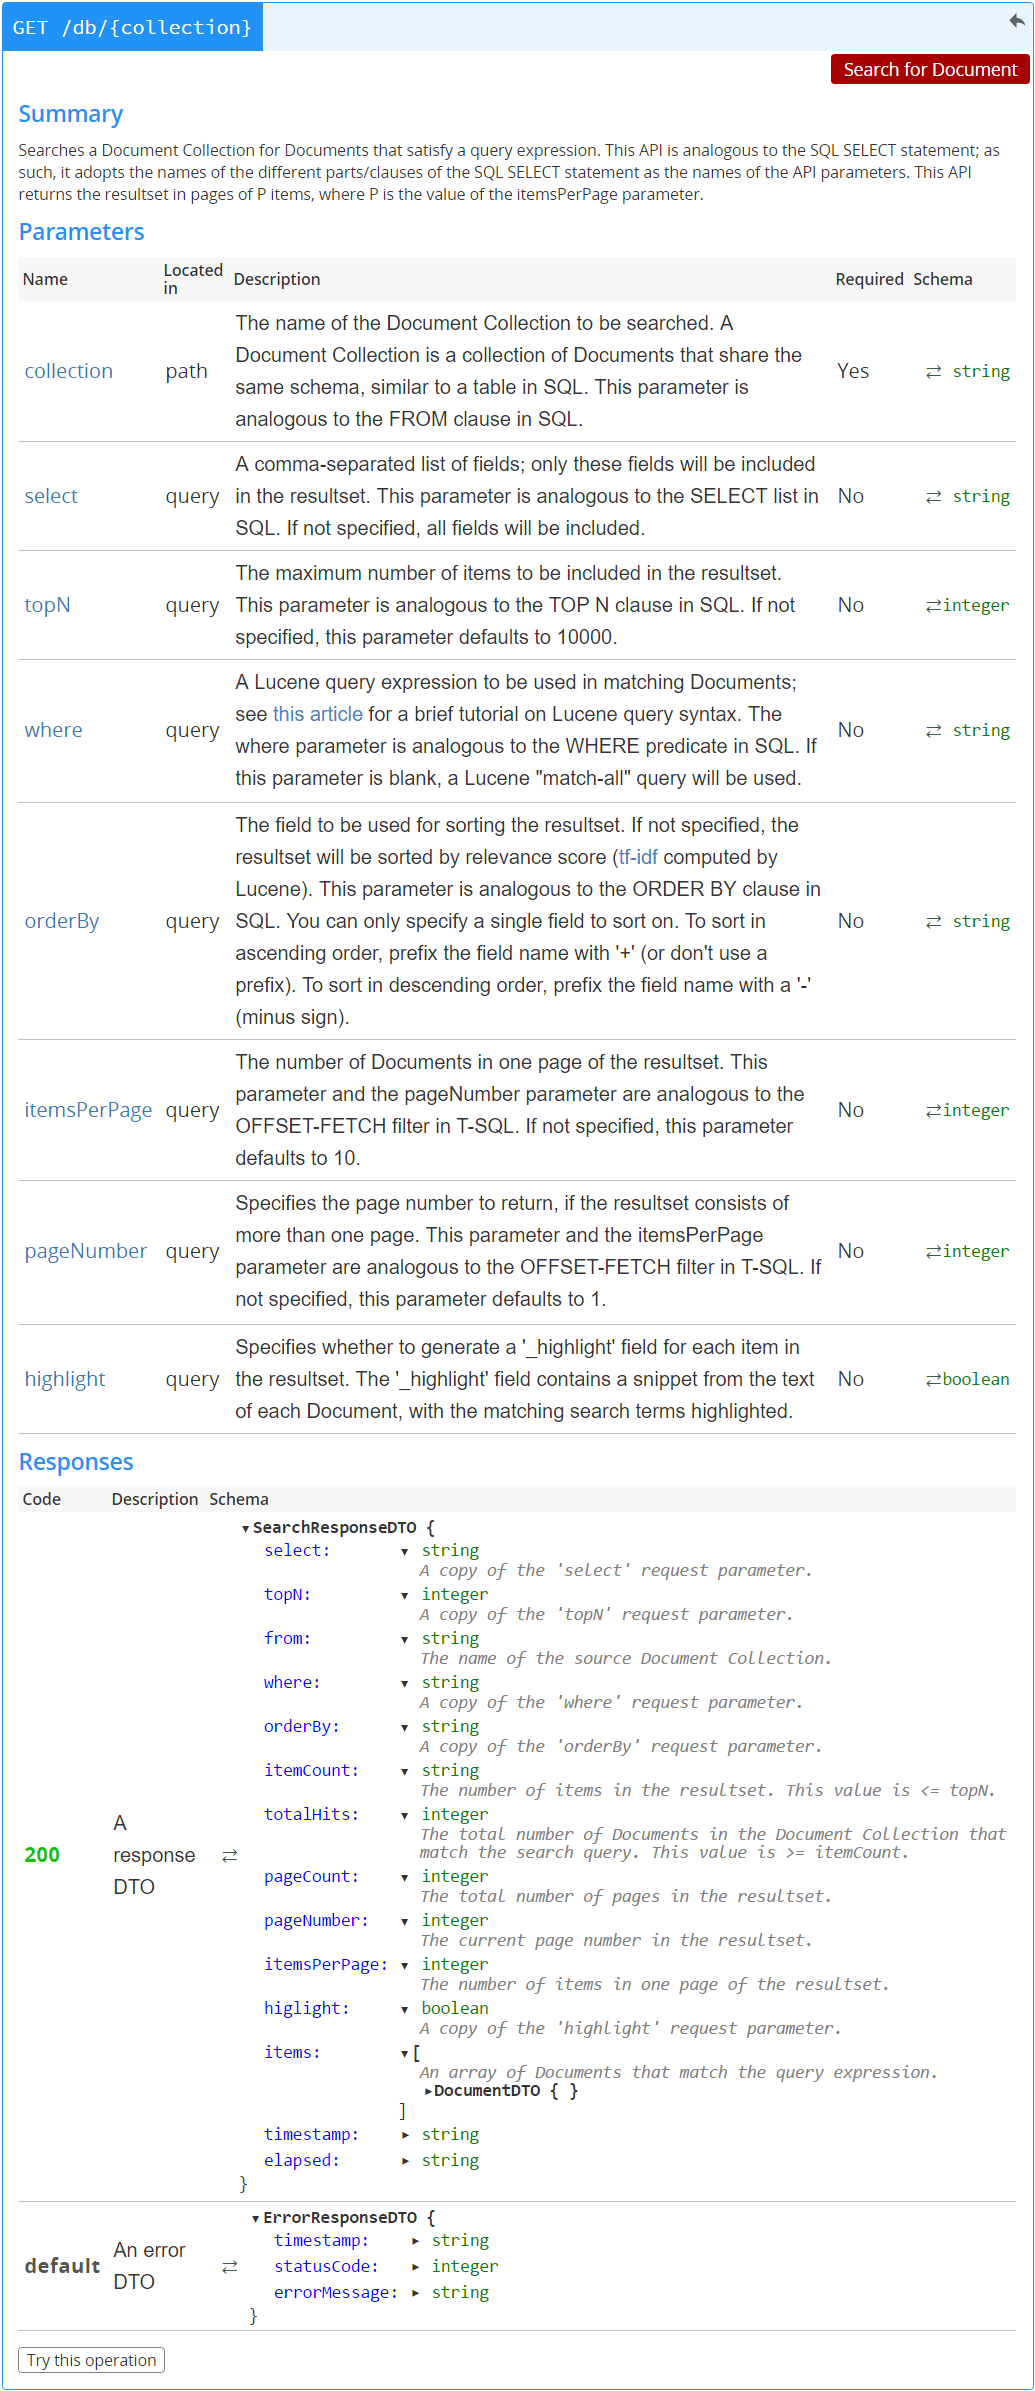 GET /db/{collection}
Search for Document
Summary
Searches a Document Collection for Documents that satisfy a query expression. This API is analogous to the SQL SELECT statement; as
such, it adopts the names of the different parts/clauses of the SQL SELECT statement as the names of the API parameters. This API
returns the resultset in pages of P items, where P is the value of the itemsPerPage parameter.
Parameters
Name Located in Description Required Schema
The name of the Document Collection to be searched. A
Document Collection is a collection of Documents that share the
collection path same schema, similar to a table in SQL. This parameter is Yes ⇄ string
analogous to the FROM clause in SQL.
A comma-separated list of fields; only these fields will be included
select query in the resultset. This parameter is analogous to the SELECT list in No ⇄ string
SQL. If not specified, all fields will be included.
The maximum number of items to be included in the resultset.
topN query This parameter is analogous to the TOP N clause in SQL. If not No ⇄ integer
specified, this parameter defaults to 10000.
A Lucene query expression to be used in matching Documents;
see this article for a brief tutorial on Lucene query syntax. The
where query where parameter is analogous to the WHERE predicate in SQL. If No ⇄ string
this parameter is blank, a Lucene "match-all" query will be used.
The field to be used for sorting the resultset. If not specified, the
resultset will be sorted by relevance score (tf-idf computed by
Lucene). This parameter is analogous to the ORDER BY clause in
orderBy query SQL. You can only specify a single field to sort on. To sort in No ⇄ string
ascending order, prefix the field name with '+' (or don't use a
prefix). To sort in descending order, prefix the field name with a '-'
(minus sign).
The number of Documents in one page of the resultset. This
parameter and the pageNumber parameter are analogous to the
itemsPerPage query OFFSET-FETCH filter in T-SQL. If not specified, this parameter No ⇄ integer
defaults to 10.
Specifies the page number to return, if the resultset consists of
more than one page. This parameter and the itemsPerPage
pageNumber query parameter are analogous to the OFFSET-FETCH filter in T-SQL. If No ⇄ integer
not specified, this parameter defaults to 1.
Specifies whether to generate a '_highlight' field for each item in
highlight query the resultset. The '_highlight' field contains a snippet from the text No ⇄ boolean
of each Document, with the matching search terms highlighted.
Responses
Code Description Schema
200 A response DTO ⇄
▼ SearchResponseDTO {
select: ▼ string
A copy of the 'select' request parameter.
topN: ▼ integer
A copy of the 'topN' request parameter.
from: ▼ string
The name of the source Document Collection.
where: ▼ string
A copy of the 'where' request parameter.
orderBy: ▼ string
A copy of the 'orderBy' request parameter.
itemCount: ▼ string
The number of items in the resultset. This value is <= topN.
totalHits: ▼ integer
The total number of Documents in the Document Collection that
match the search query. This value is >= itemCount.
pageCount: ▼ integer
The total number of pages in the resultset.
pageNumber: ▼ integer
The current page number in the resultset.
itemsPerPage: ▼ integer
The number of items in one page of the resultset.
higlight: ▼ boolean
A copy of the 'highlight' request parameter.
items: ▼ [
An array of Documents that match the query expression.
▶ DocumentDTO { }
]
timestamp: ▶ string
elapsed: ▶ string
}
default An error DTO ⇄
▼ ErrorResponseDTO {
timestamp: ▶ string
statusCode: ▶ integer
errorMessage: ▶ string
}
Try this operation